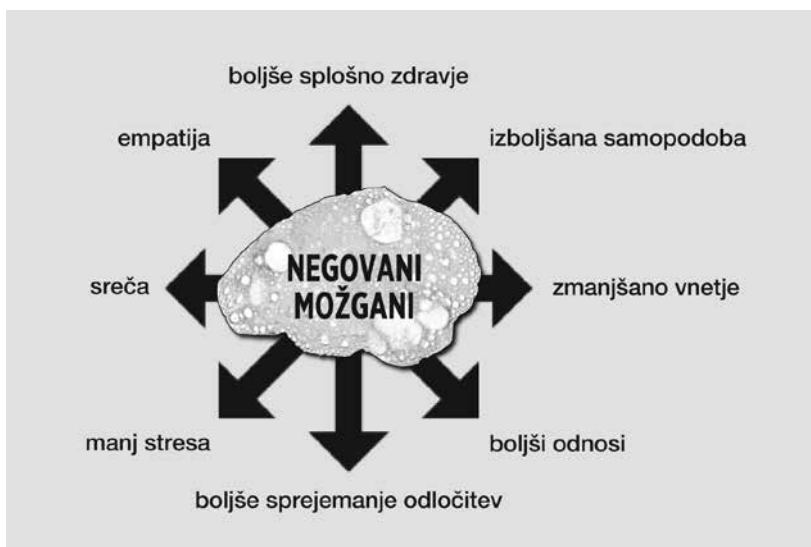 boljše splošno zdravje
empatija
izboljšana samopodoba
sreča
NEGOVANI
MOŽGANI
zmanjšano vnetje
manj stresa
boljši odnosi
boljše sprejemanje odločitev